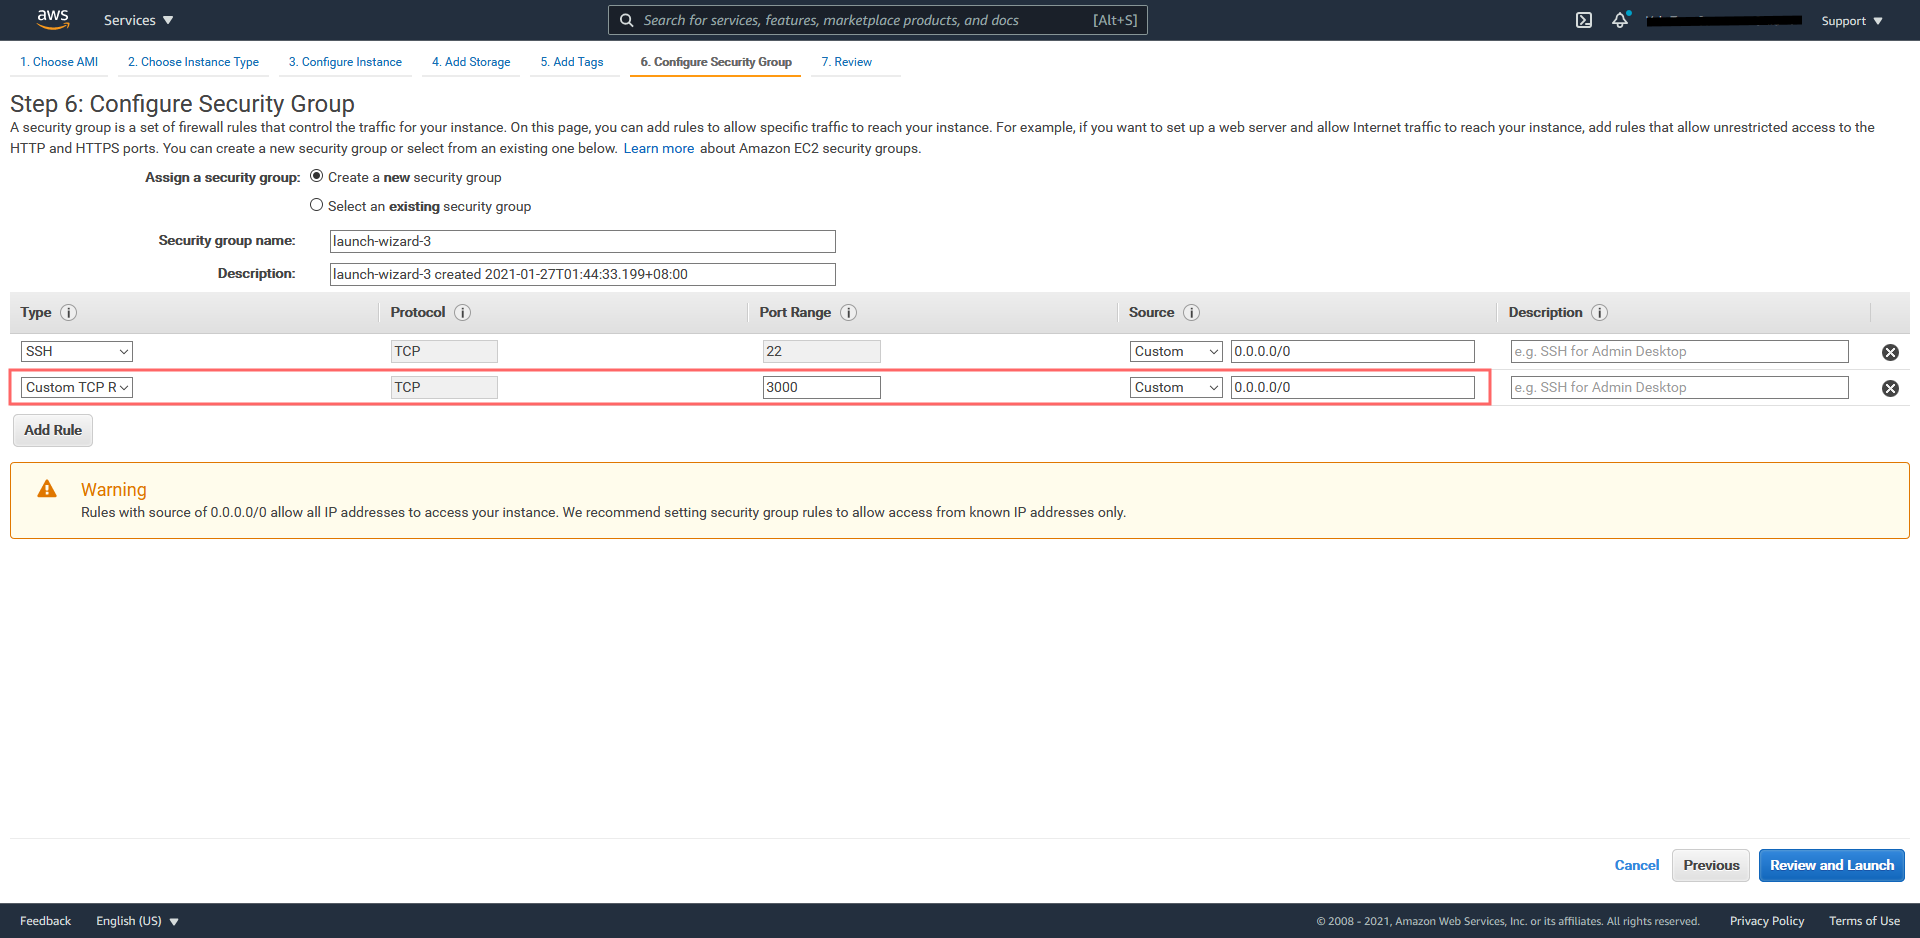 aws Services Search for services, features, marketplace products, and docs [Alt+S] Support
1. Choose AMI 2. Choose Instance Type 3. Configure Instance 4. Add Storage 5. Add Tags 6. Configure Security Group 7. Review
Step 6: Configure Security Group
A security group is a set of firewall rules that control the traffic for your instance. On this page, you can add rules to allow specific traffic to reach your instance. For example, if you want to set up a web server and allow Internet traffic to reach your instance, add rules that allow unrestricted access to the
HTTP and HTTPS ports. You can create a new security group or select from an existing one below. Learn more about Amazon EC2 security groups.
Assign a security group: Create a new security group
Select an existing security group
Security group name: launch-wizard-3
Description: launch-wizard-3 created 2021-01-27T01:44:33.199+08:00
Type i Protocol i Port Range i Source i Description i
SSH TCP 22 Custom 0.0.0.0/0 e.g. SSH for Admin Desktop
Custom TCP R TCP 3000 Custom 0.0.0.0/0 e.g. SSH for Admin Desktop
Add Rule
Warning
Rules with source of 0.0.0.0/0 allow all IP addresses to access your instance. We recommend setting security group rules to allow access from known IP addresses only.
Cancel Previous Review and Launch
Feedback English (US) © 2008 - 2021, Amazon Web Services, Inc. or its affiliates. All rights reserved. Privacy Policy Terms of Use